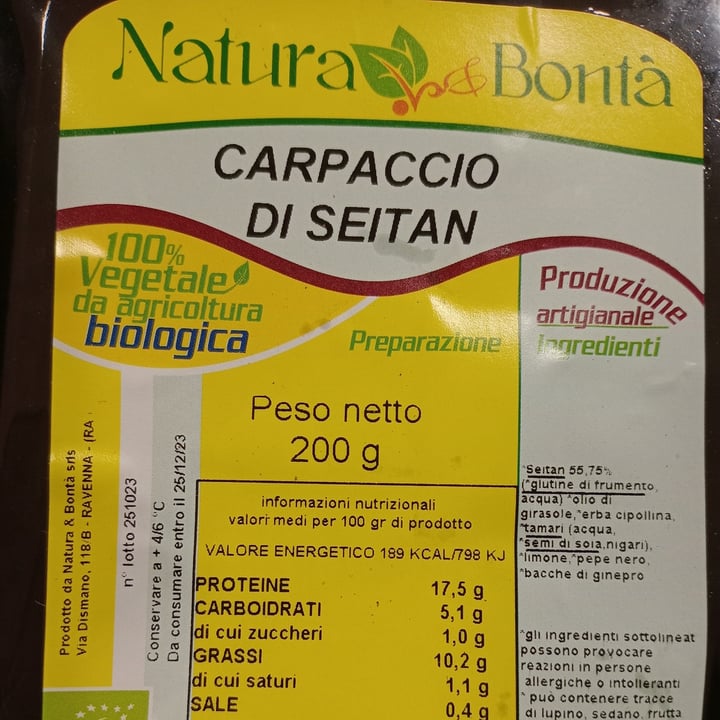 Natura & Bontà
CARPACCIO
DI SEITAN
100%
Vegetale
da agricoltura
biologica
Preparazione
Produzione
artigianale
Ingredienti
Peso netto
200 g
Prodotto da Natura & Bontà srls
Via Dismano, 118/B - RAVENNA - (RA
n° lotto 251023
Conservare a + 4/6 °C
Da consumare entro il 25/12/23
informazioni nutrizionali
valori medi per 100 gr di prodotto
VALORE ENERGETICO 189 KCAL/798 KJ
PROTEINE 17,5 g
CARBOIDRATI 5,1 g
di cui zuccheri 1,0 g
GRASSI 10,2 g
di cui saturi 1,1 g
SALE 0,4 g
*Seitan 55,75%
(*glutine di frumento,
acqua) *olio di
girasole,*erba cipollina,
*tamari (acqua,
*semi di soia,nigari),
*limone,*pepe nero,
*bacche di ginepro
*gli ingredienti sottolineat
possono provocare
reazioni in persone
allergiche o intolleranti
* può contenere tracce
di lupino, sedano, frutta